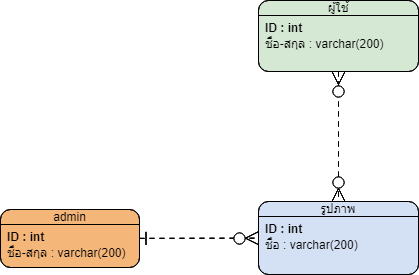 ผู้ใช้
ID : int
ชื่อ-สกุล : varchar(200)
admin
ID : int
ชื่อ-สกุล : varchar(200)
รูปภาพ
ID : int
ชื่อ : varchar(200)